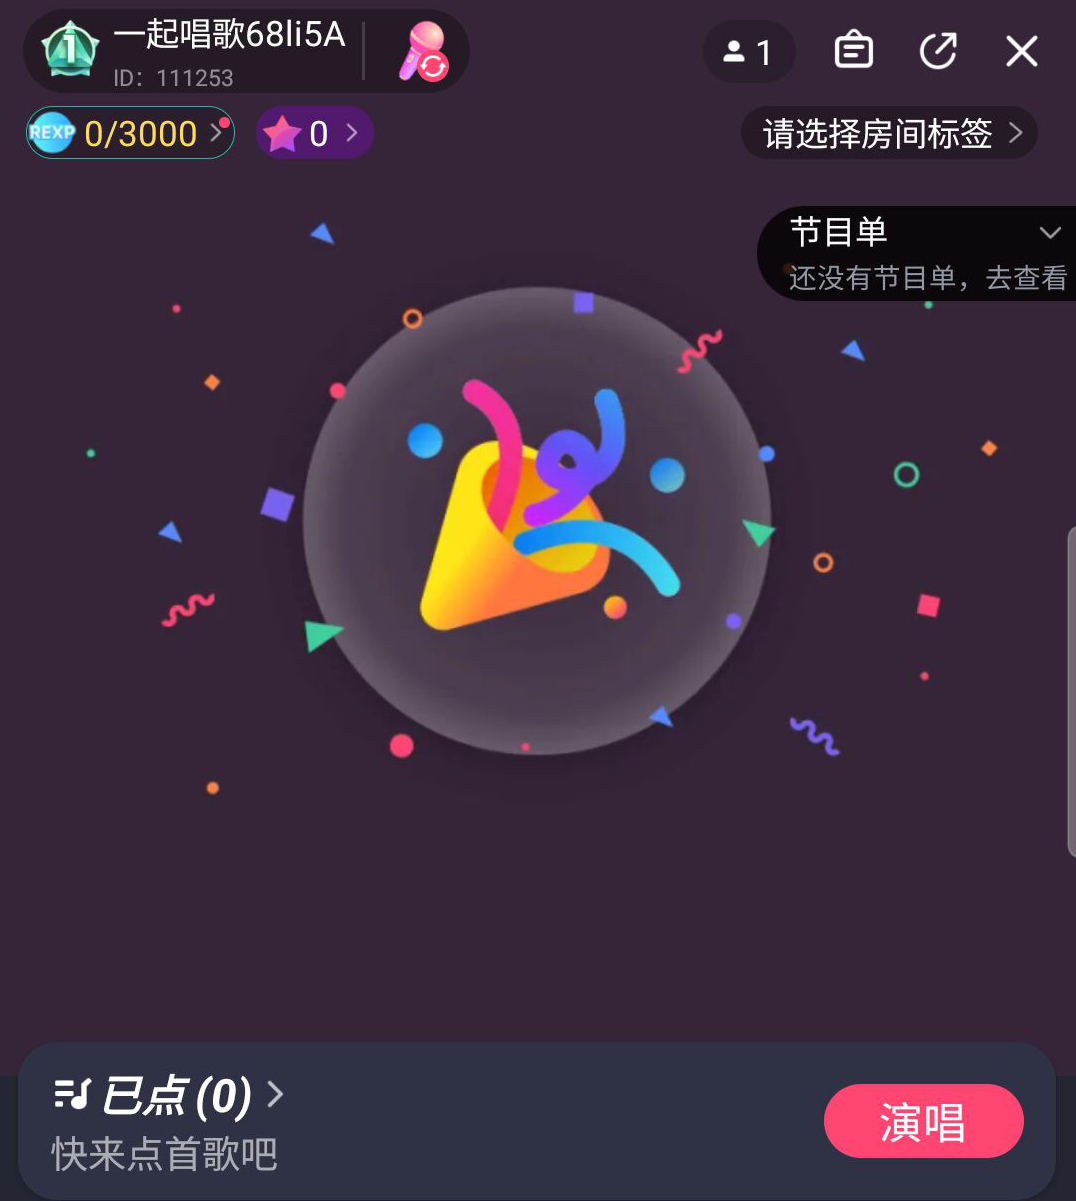 1
一起唱歌68li5A
ID：111253
1
REXP 0/3000
0
请选择房间标签
节目单
还没有节目单，去查看
已点(0)
快来点首歌吧
演唱